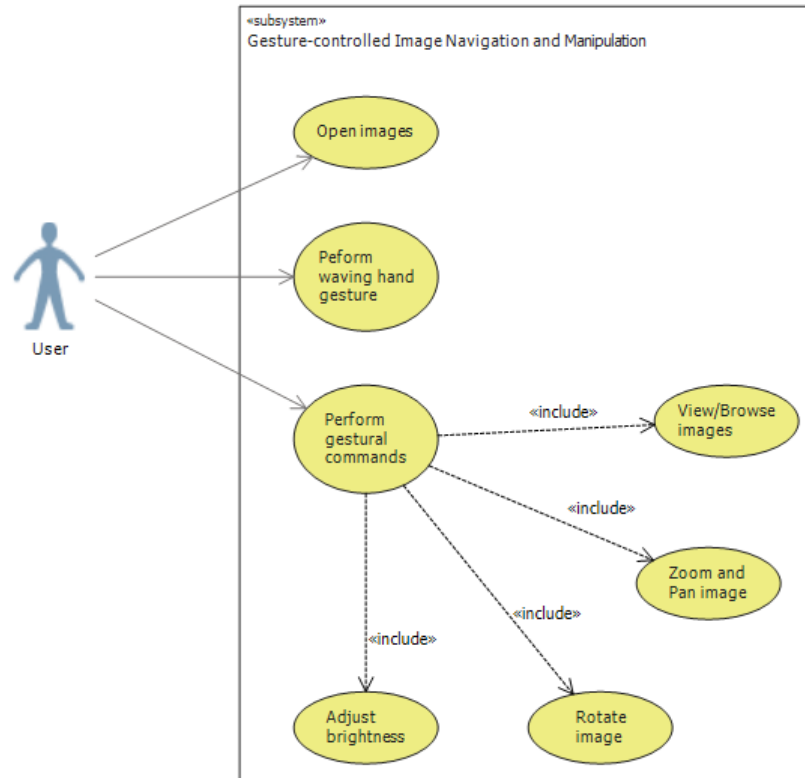 «subsystem»
Gesture-controlled Image Navigation and Manipulation
Open images
Peform
waving hand
gesture
User
Perform
gestural
commands
«include»
View/Browse
images
«include»
Zoom and
Pan image
«include»
«include»
Adjust
brightness
Rotate
image